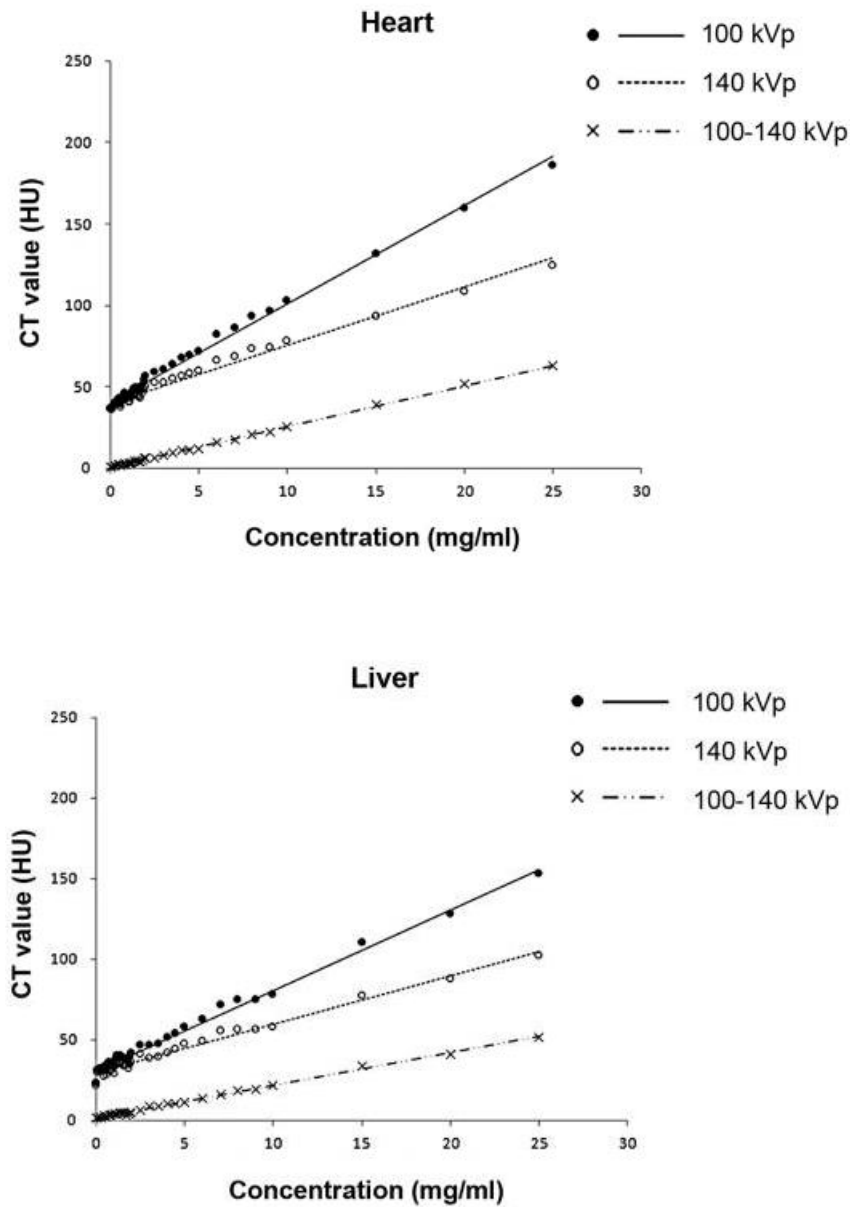 Heart
100 kVp
140 kVp
100-140 kVp
CT value (HU)
250
200
150
100
50
0
0 5 10 15 20 25 30
Concentration (mg/ml)
Liver
100 kVp
140 kVp
100-140 kVp
CT value (HU)
250
200
150
100
50
0
0 5 10 15 20 25 30
Concentration (mg/ml)